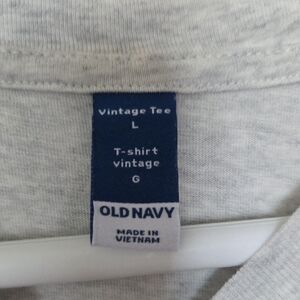 Vintage Tee
L
T-shirt
vintage
G
OLD NAVY
MADE IN
VIETNAM